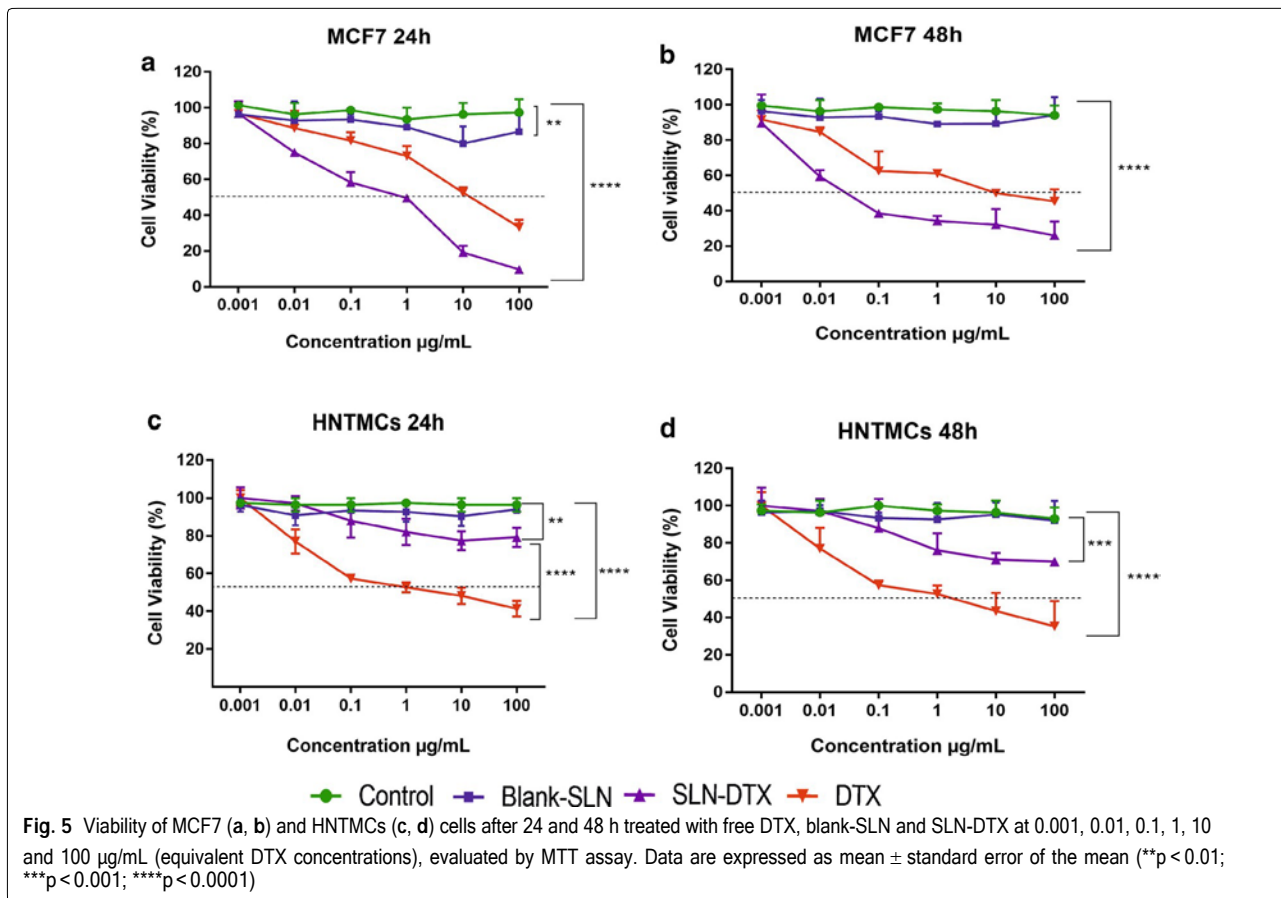 MCF7 24h
a
120
100
80
60
40
20
0
Cell Viability (%)
**
****
0.001 0.01 0.1 1 10 100
Concentration µg/mL
MCF7 48h
b
120
100
80
60
40
20
0
Cell viability (%)
****
0.001 0.01 0.1 1 10 100
Concentration µg/mL
HNTMCs 24h
c
120
100
80
60
40
20
Cell Viability (%)
**
****
****
0.001 0.01 0.1 1 10 100
Concentration µg/mL
HNTMCs 48h
d
120
100
80
60
40
20
0
Cell Viability (%)
***
****
0.001 0.01 0.1 1 10 100
Concentration µg/mL
Control Blank-SLN SLN-DTX DTX
Fig. 5 Viability of MCF7 (a, b) and HNTMCs (c, d) cells after 24 and 48 h treated with free DTX, blank-SLN and SLN-DTX at 0.001, 0.01, 0.1, 1, 10
and 100 µg/mL (equivalent DTX concentrations), evaluated by MTT assay. Data are expressed as mean ± standard error of the mean (**p < 0.01;
***p < 0.001; ****p < 0.0001)